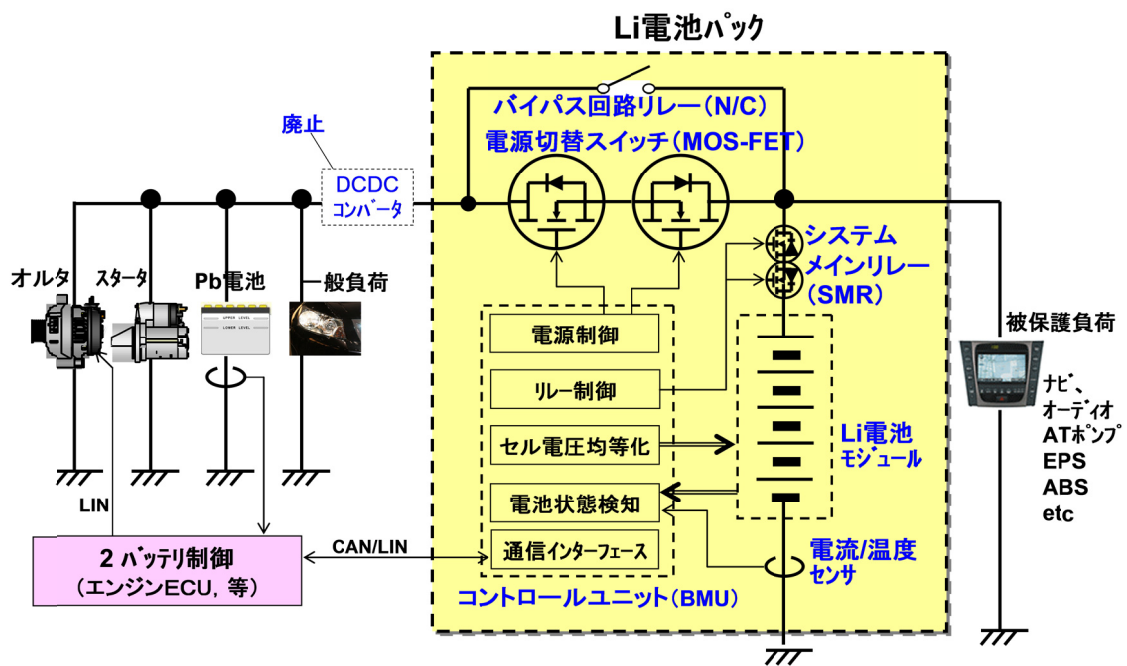 Li電池ﾊﾟｯｸ
バイパス回路リレー（N/C）
電源切替スイッチ（MOS-FET）
廃止
DCDC
ｺﾝﾊﾞｰﾀ
オルタ
ｽﾀｰﾀ
Pb電池
一般負荷
UPPER LEVEL
LOWER LEVEL
システム
メインリレー
（SMR）
電源制御
リレー制御
セル電圧均等化
電池状態検知
通信インターフェース
コントロールユニット（BMU）
Li電池
ﾓｼﾞｭｰﾙ
電流/温度
センサ
被保護負荷
ﾅﾋﾞ、
オーディオ
ATﾎﾟﾝﾌﾟ
EPS
ABS
etc
LIN
CAN/LIN
2 ﾊﾞｯﾃﾘ制御
（エンジンECU, 等）